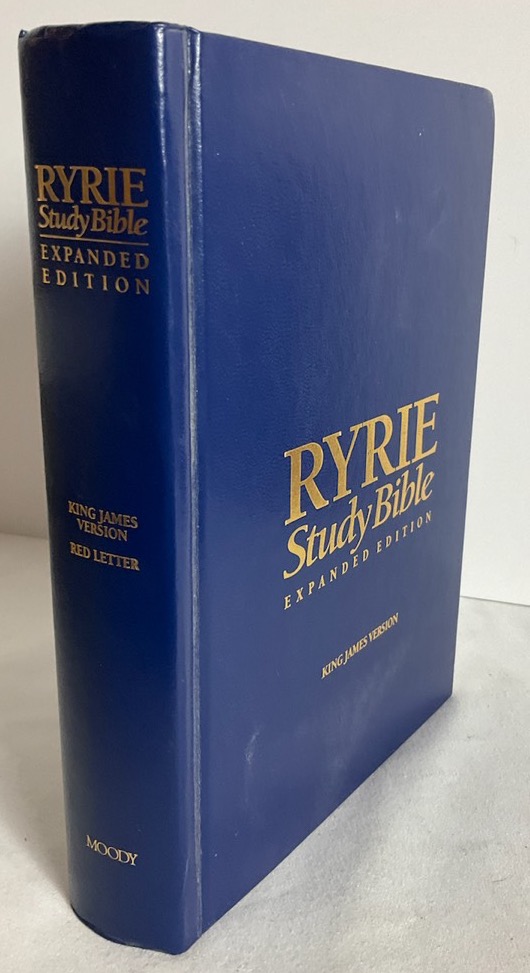 RYRIE
Study Bible
EXPANDED
EDITION
KING JAMES
VERSION
RED LETTER
MOODY
RYRIE
Study Bible
EXPANDED EDITION
KING JAMES VERSION